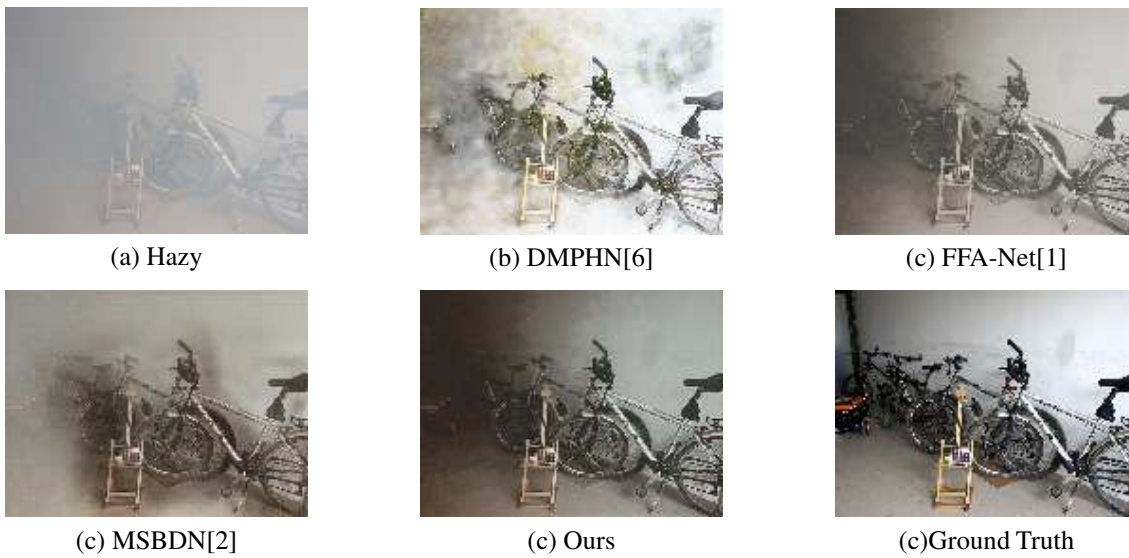 (a) Hazy
(b) DMPHN[6]
(c) FFA-Net[1]
(c) MSBDN[2]
(c) Ours
(c)Ground Truth